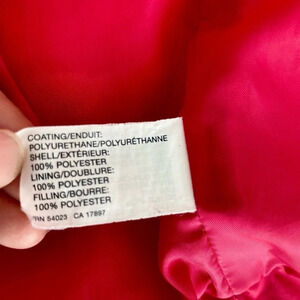 COATING/ENDUIT:
POLYURETHANE/POLYURÉTHANNE
SHELL/EXTÉRIEUR:
100% POLYESTER
LINING/DOUBLURE:
100% POLYESTER
FILLING/BOURRE:
100% POLYESTER
RN 54023 CA 17897